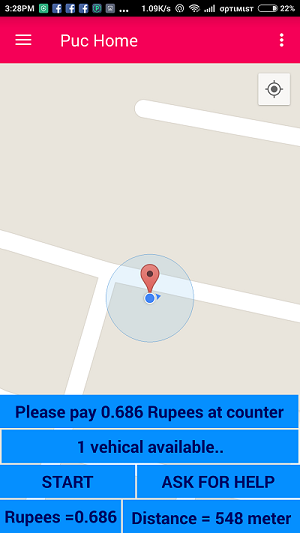 3:28PM ... 1.09K/s optimist 22%
Puc Home
Please pay 0.686 Rupees at counter
1 vehical available..
START ASK FOR HELP
Rupees =0.686 Distance = 548 meter